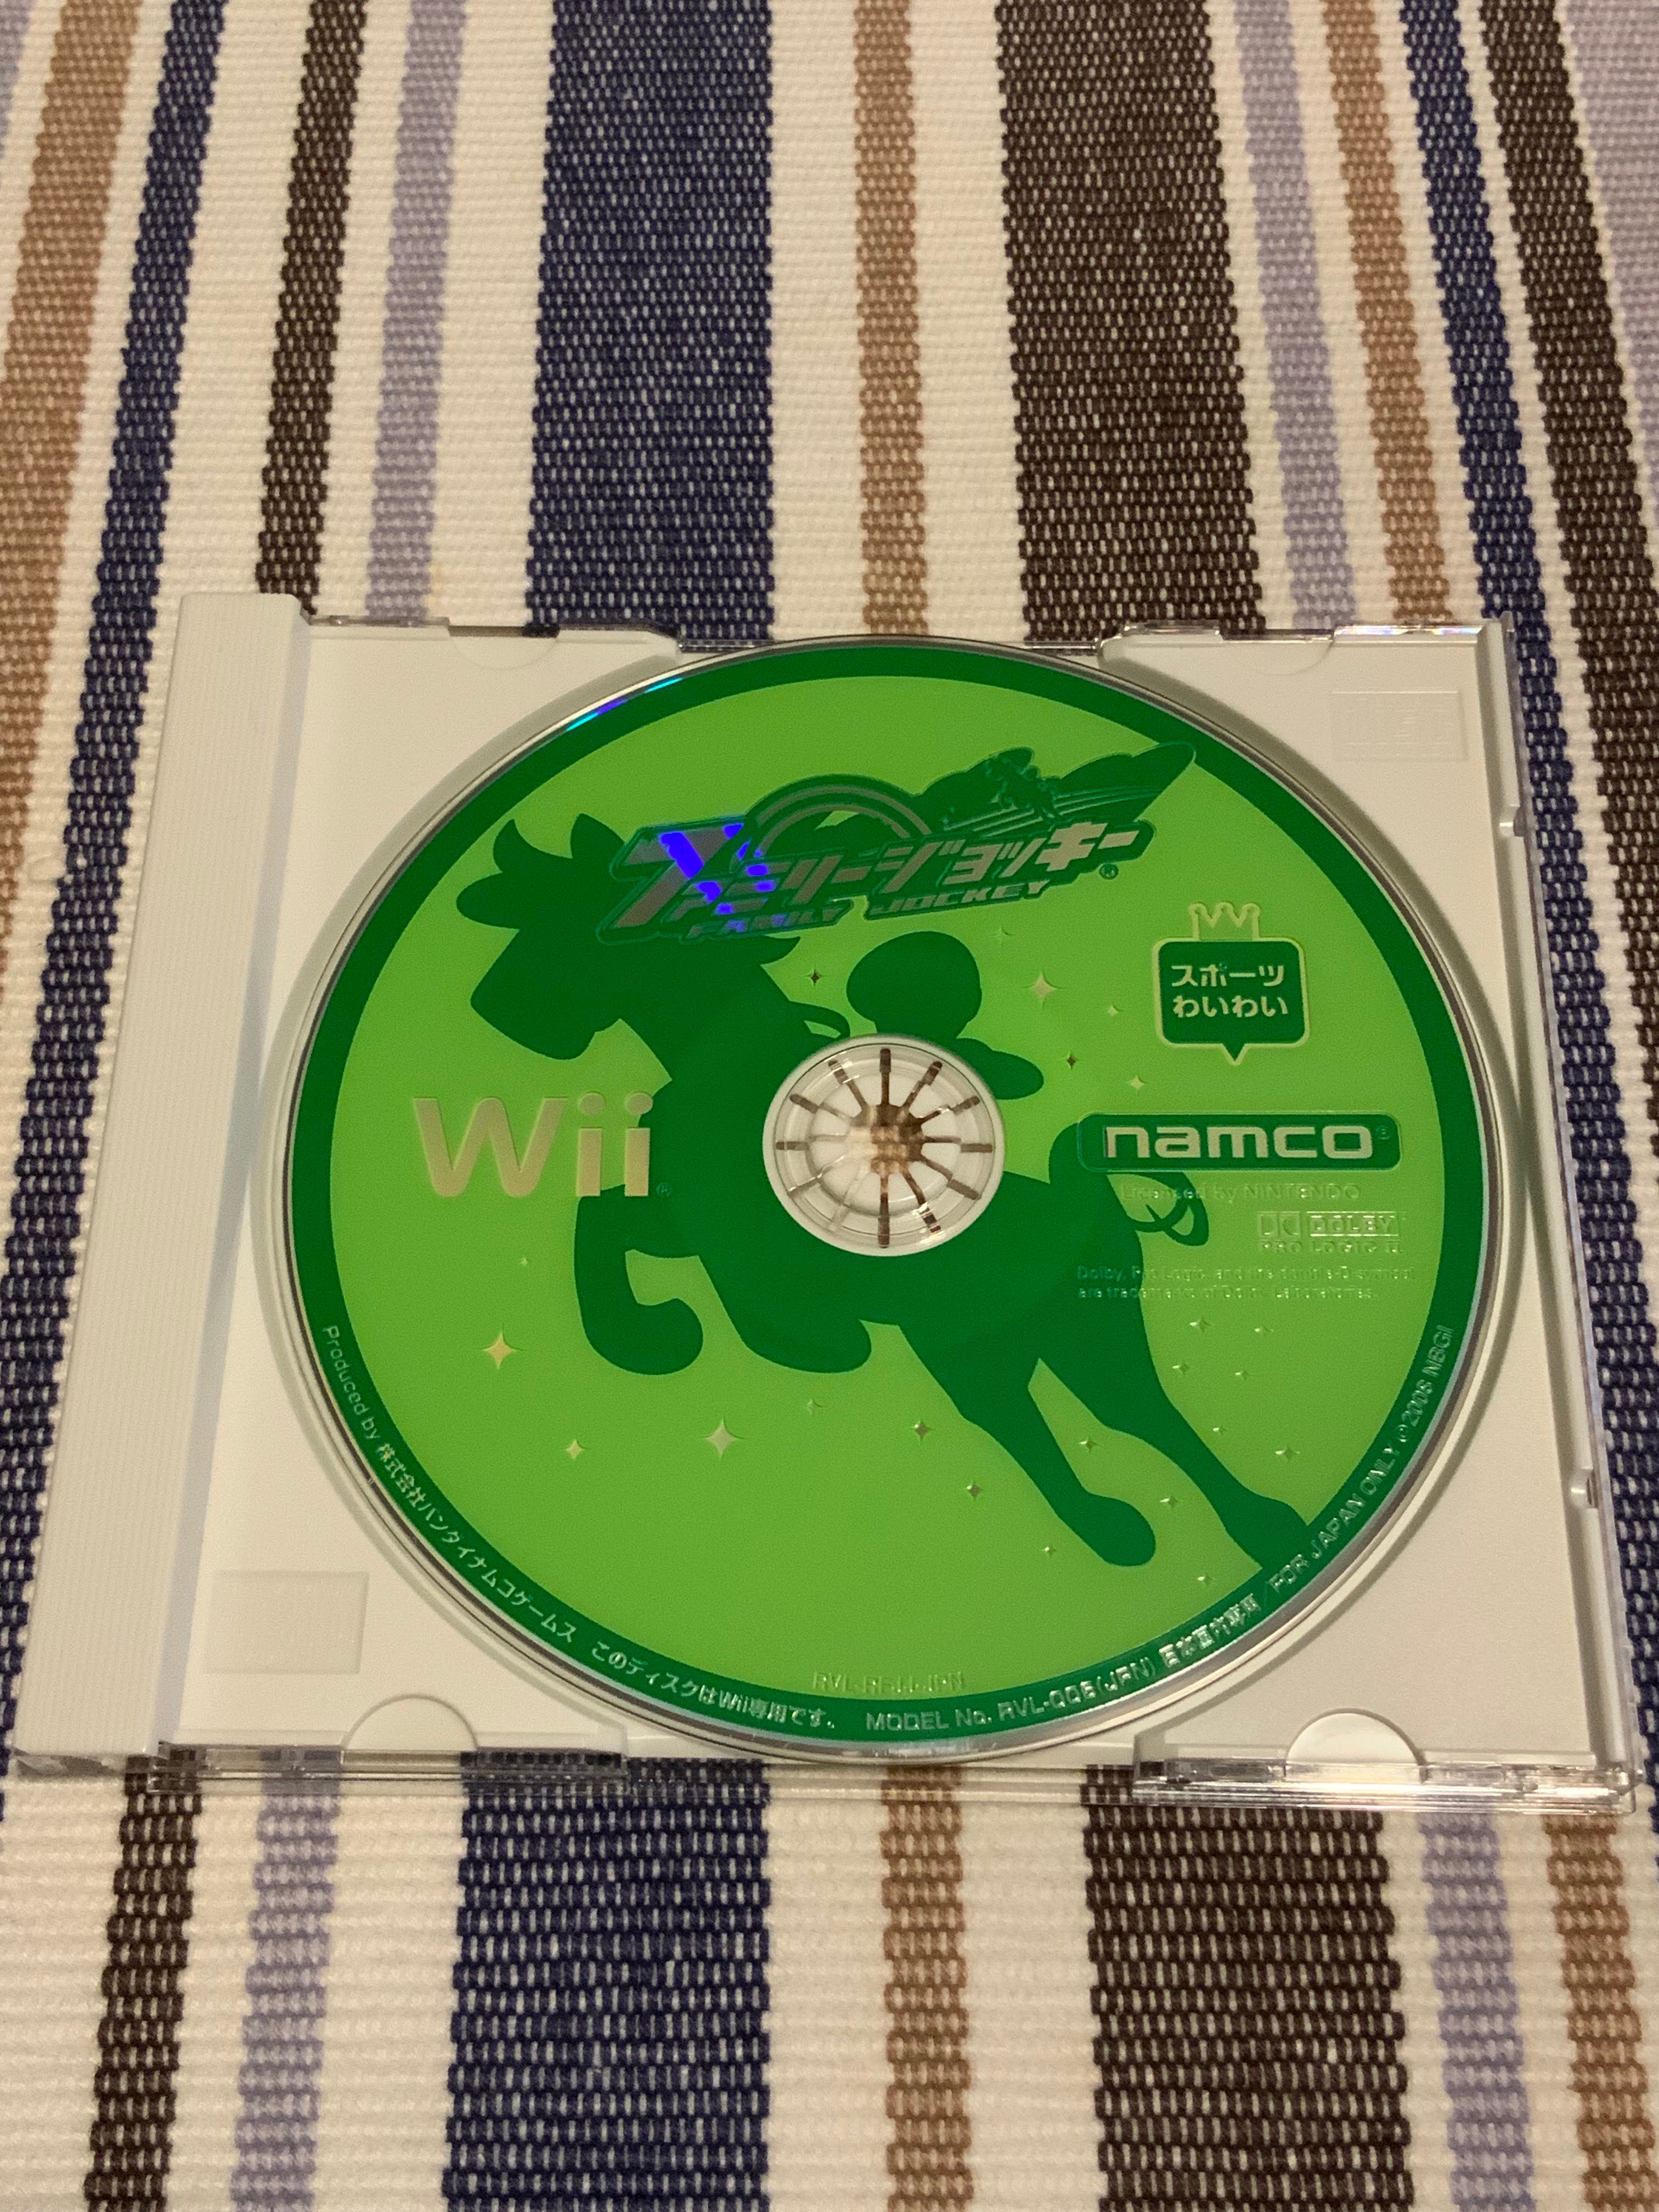 ファミリージョッキー®
FAMILY JOCKEY
スポーツ
わいわい
Wii®
namco®
Licensed by NINTENDO
DOLBY
PRO LOGIC II
Dolby, Pro Logic, and the double-D symbol
are trademarks of Dolby Laboratories.
Produced by 株式会社バンダイナムコゲームス このディスクはWii専用です。 MODEL No. RVL-006(JPN) 日本国内専用 FOR JAPAN ONLY ©2008 NBGI